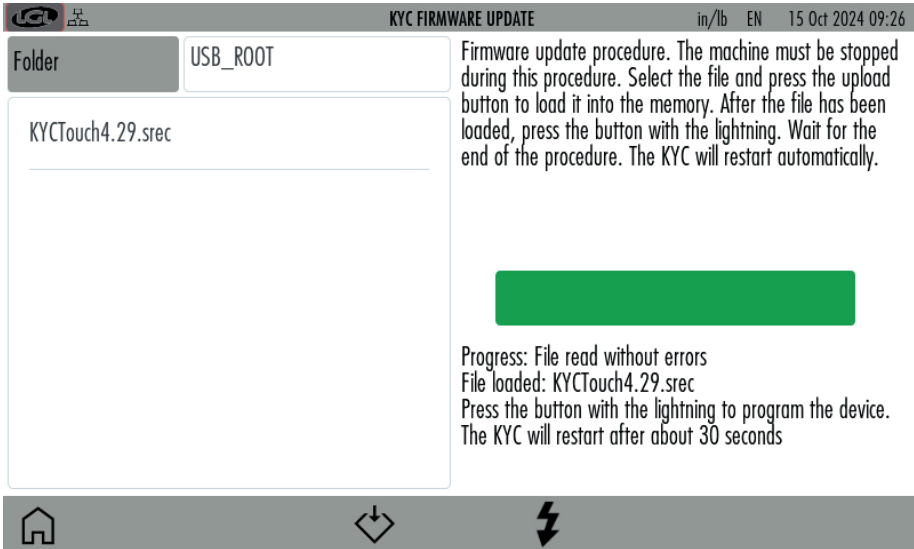 LGL
KYC FIRMWARE UPDATE
in/lb EN 15 Oct 2024 09:26
Folder
USB_ROOT
KYCTouch4.29.srec
Firmware update procedure. The machine must be stopped
during this procedure. Select the file and press the upload
button to load it into the memory. After the file has been
loaded, press the button with the lightning. Wait for the
end of the procedure. The KYC will restart automatically.
Progress: File read without errors
File loaded: KYCTouch4.29.srec
Press the button with the lightning to program the device.
The KYC will restart after about 30 seconds